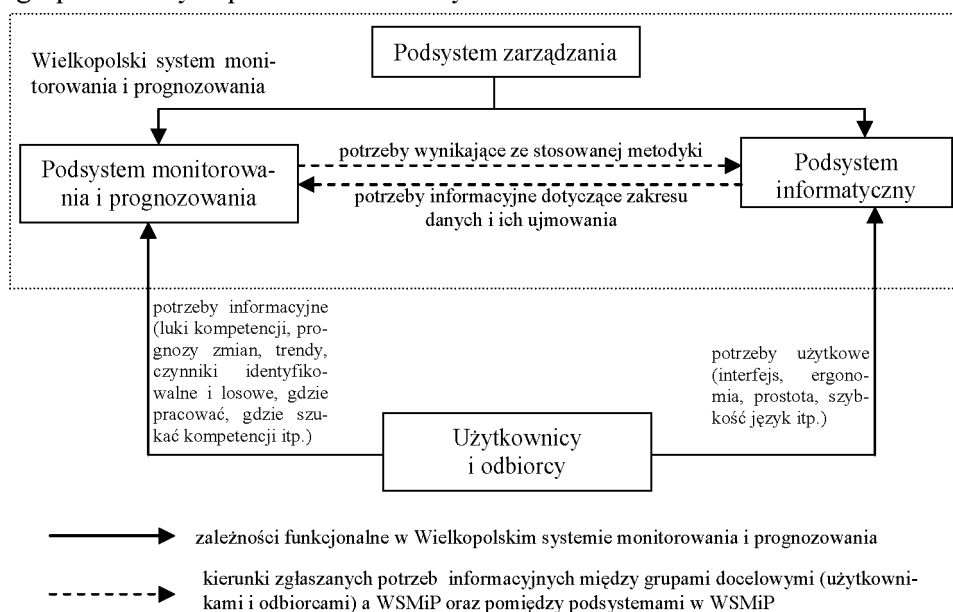 Podsystem zarządzania
Wielkopolski system moni-
torowania i prognozowania
Podsystem monitorowa-
nia i prognozowania
potrzeby wynikające ze stosowanej metodyki
potrzeby informacyjne dotyczące zakresu
danych i ich ujmowania
Podsystem
informatyczny
potrzeby informacyjne
(luki kompetencji, pro-
gnozy zmian, trendy,
czynniki identyfiko-
walne i losowe, gdzie
pracować, gdzie szu-
kać kompetencji itp.)
potrzeby użytkowe
(interfejs, ergono-
mia, prostota, szyb-
kość język itp.)
Użytkownicy
i odbiorcy
zależności funkcjonalne w Wielkopolskim systemie monitorowania i prognozowania
kierunki zgłaszanych potrzeb informacyjnych między grupami docelowymi (użytkowni-
kami i odbiorcami) a WSMiP oraz pomiędzy podsystemami w WSMiP